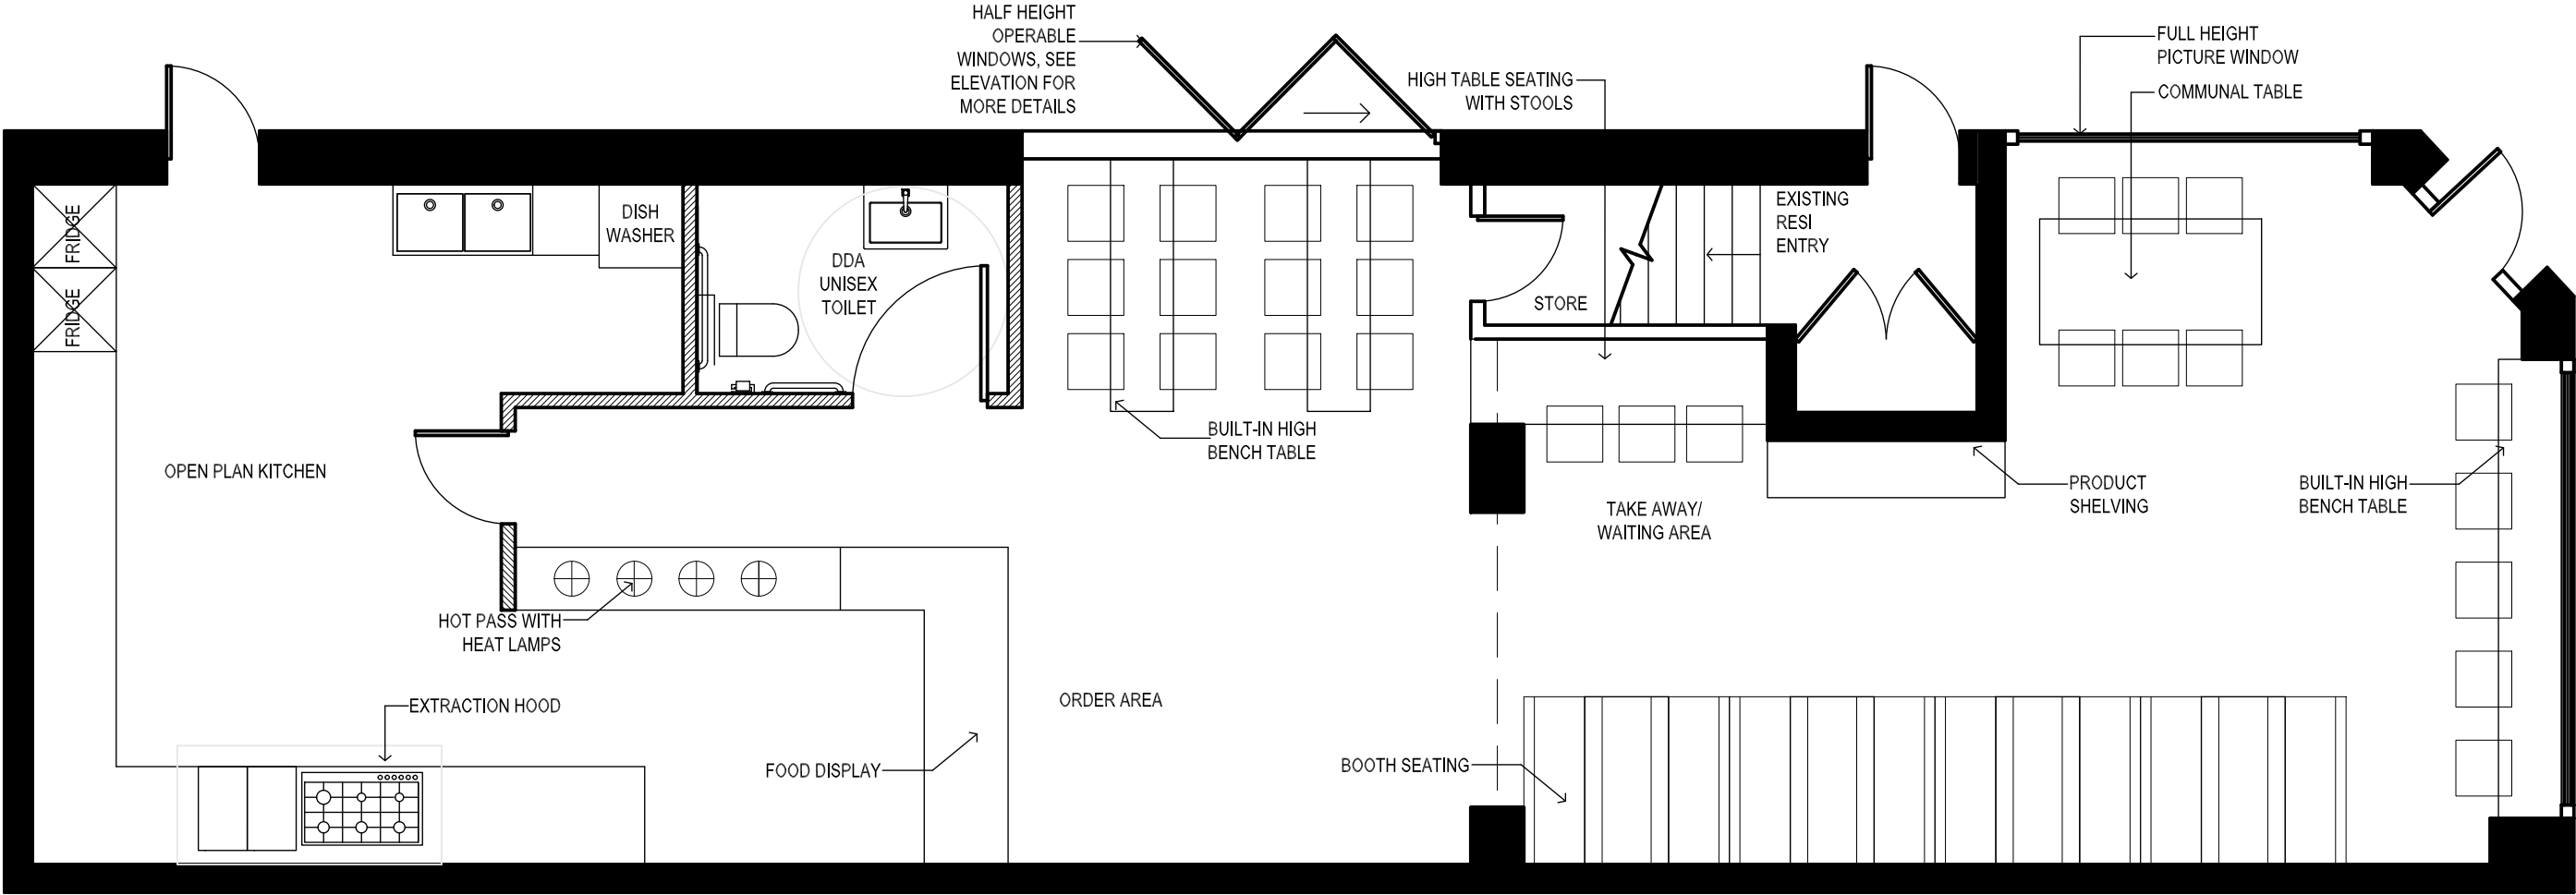 HALF HEIGHT
OPERABLE
WINDOWS, SEE
ELEVATION FOR
MORE DETAILS
HIGH TABLE SEATING
WITH STOOLS
FULL HEIGHT
PICTURE WINDOW
COMMUNAL TABLE
FRIDGE
FRIDGE
DISH
WASHER
DDA
UNISEX
TOILET
EXISTING
RESI
ENTRY
STORE
BUILT-IN HIGH
BENCH TABLE
OPEN PLAN KITCHEN
TAKE AWAY/
WAITING AREA
PRODUCT
SHELVING
BUILT-IN HIGH
BENCH TABLE
HOT PASS WITH
HEAT LAMPS
EXTRACTION HOOD
ORDER AREA
FOOD DISPLAY
BOOTH SEATING